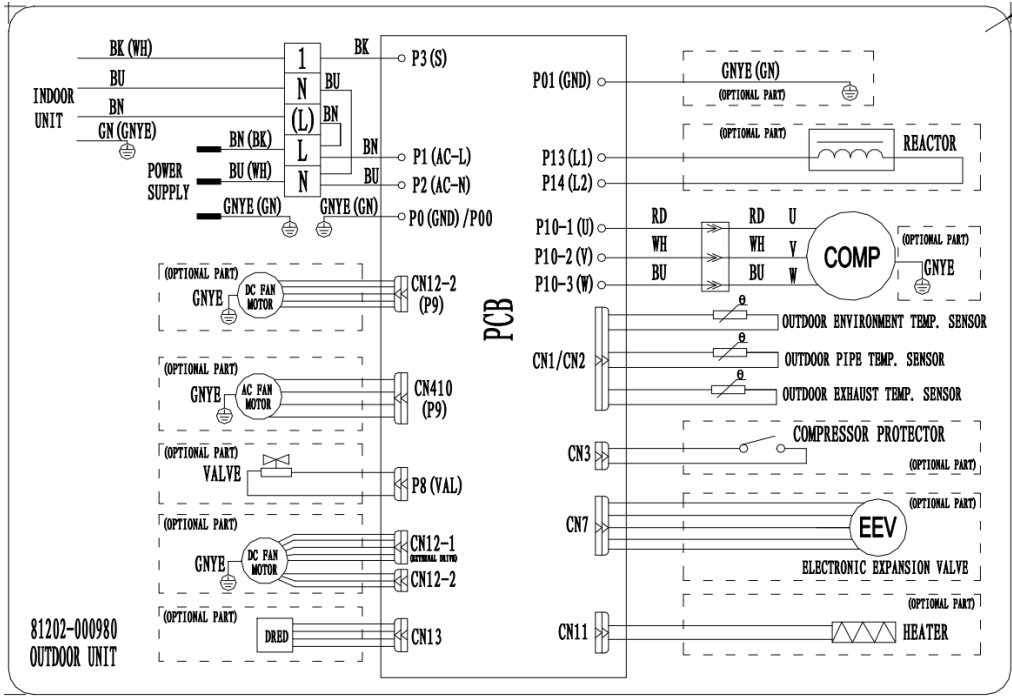 BK(WH)
BU
INDOOR
UNIT
BN
GN(GNYE)
1
N
(L)
L
N
BK
BU
BN
BN
BU
BN(BK)
POWER
SUPPLY
BU(WH)
GNYE(GN)
GNYE(GN)
P3(S)
P1(AC-L)
P2(AC-N)
P0(GND)/P00
(OPTIONAL PART)
GNYE
DC FAN
MOTOR
CN12-2
(P9)
(OPTIONAL PART)
GNYE
AC FAN
MOTOR
CN410
(P9)
(OPTIONAL PART)
VALVE
P8(VAL)
(OPTIONAL PART)
GNYE
DC FAN
MOTOR
CN12-1
(EXTERNAL DRIVE)
CN12-2
(OPTIONAL PART)
DRED
CN13
81202-000980
OUTDOOR UNIT
PCB
P01(GND)
GNYE(GN)
(OPTIONAL PART)
(OPTIONAL PART)
REACTOR
P13(L1)
P14(L2)
P10-1(U)
RD
RD
U
P10-2(V)
WH
WH
V
P10-3(W)
BU
BU
W
COMP
(OPTIONAL PART)
GNYE
CN1/CN2
θ
OUTDOOR ENVIRONMENT TEMP. SENSOR
θ
OUTDOOR PIPE TEMP. SENSOR
θ
OUTDOOR EXHAUST TEMP. SENSOR
CN3
COMPRESSOR PROTECTOR
(OPTIONAL PART)
CN7
(OPTIONAL PART)
EEV
ELECTRONIC EXPANSION VALVE
(OPTIONAL PART)
CN11
HEATER